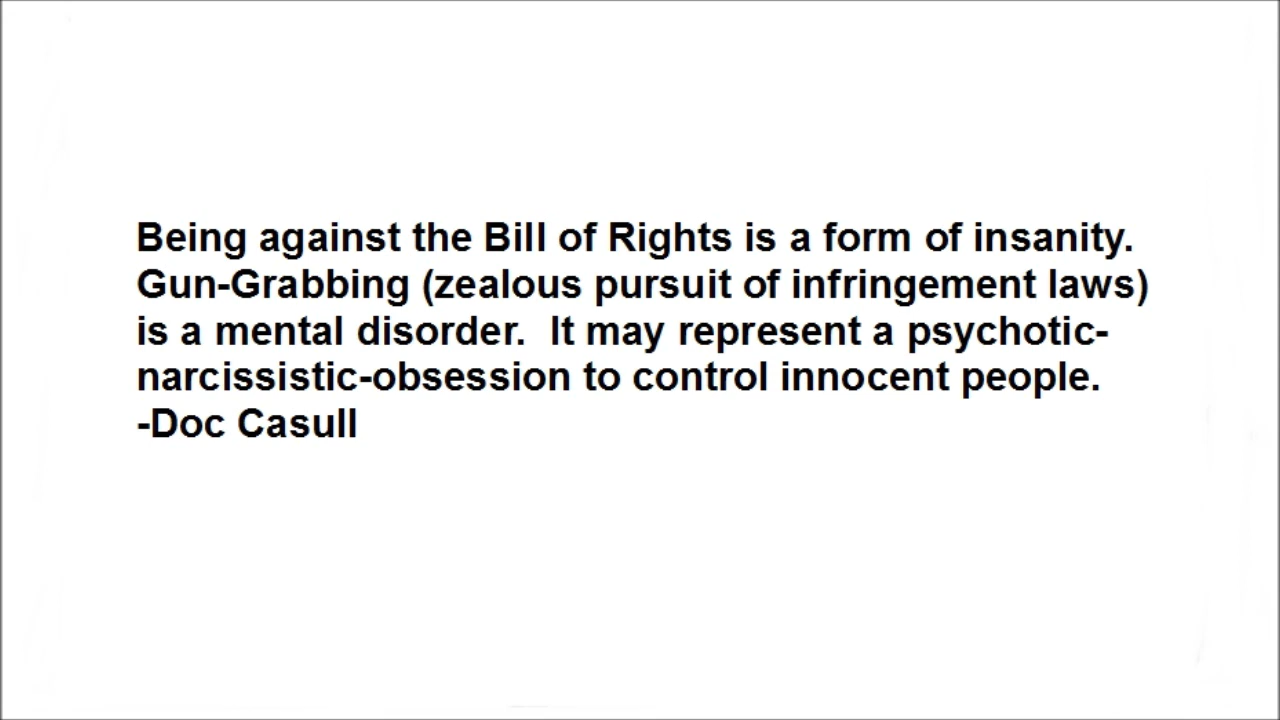 Being against the Bill of Rights is a form of insanity.
Gun-Grabbing (zealous pursuit of infringement laws)
is a mental disorder.  It may represent a psychotic-
narcissistic-obsession to control innocent people.
-Doc Casull